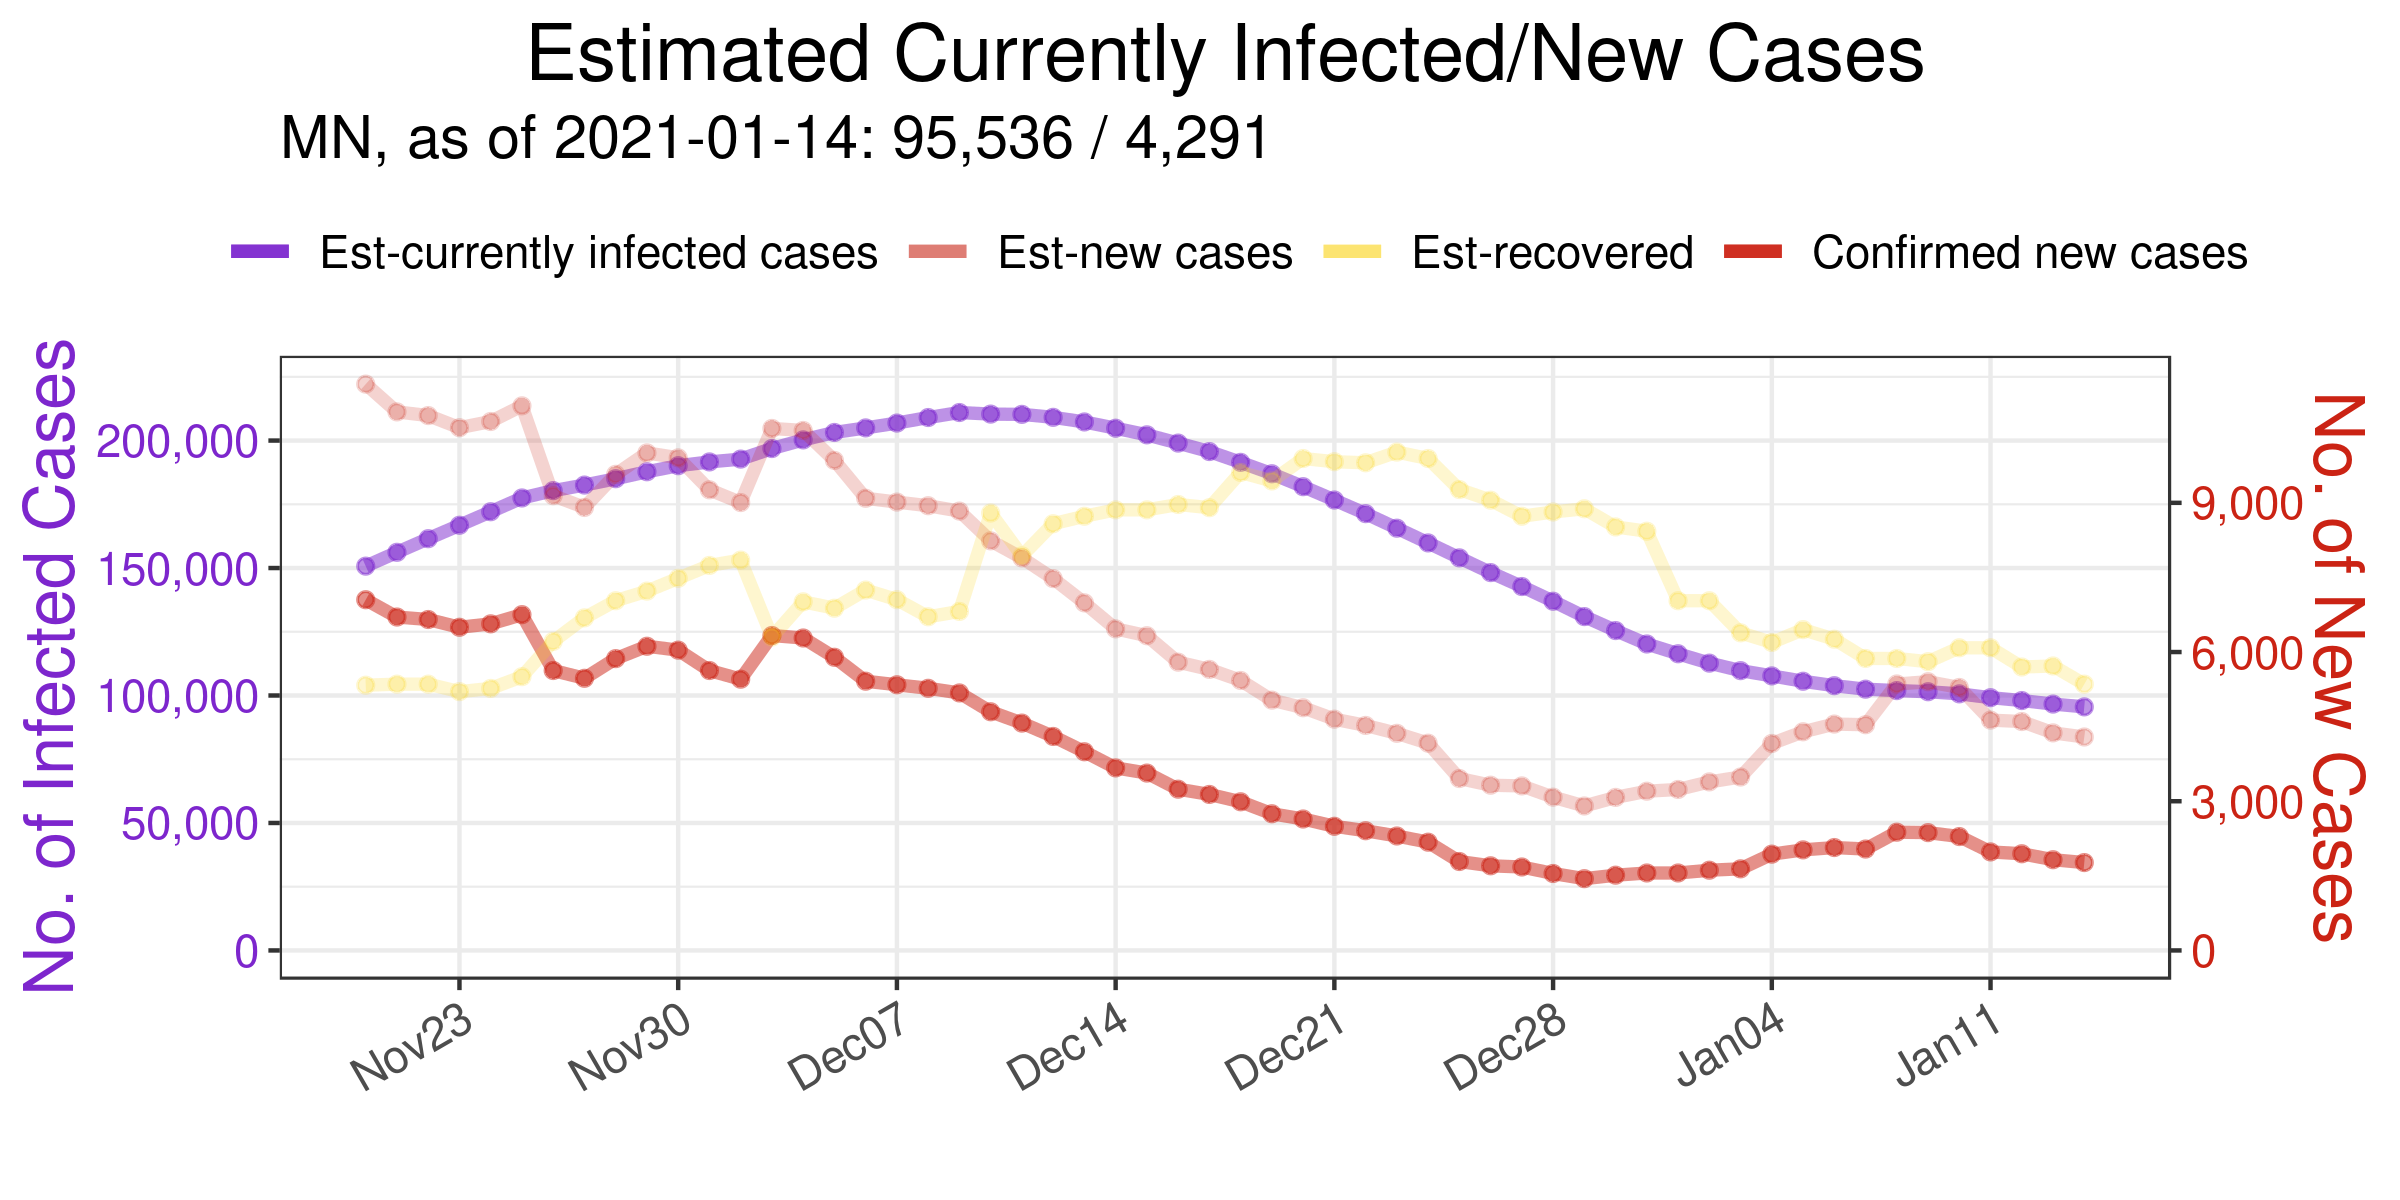 Estimated Currently Infected/New Cases
MN, as of 2021-01-14: 95,536 / 4,291
Est-currently infected cases Est-new cases Est-recovered Confirmed new cases
No. of Infected Cases
200,000
150,000
100,000
50,000
0
9,000
6,000
3,000
0
No. of New Cases
Nov23 Nov30 Dec07 Dec14 Dec21 Dec28 Jan04 Jan11